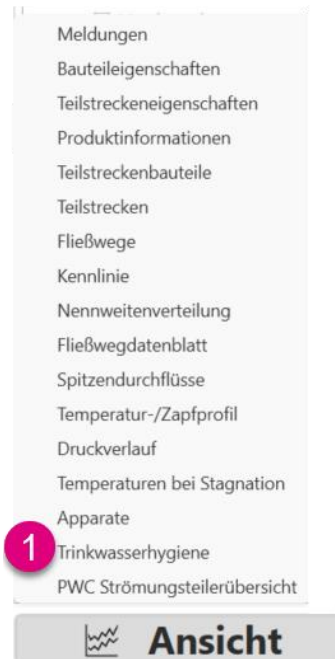 Meldungen
Bauteileigenschaften
Teilstreckeneigenschaften
Produktinformationen
Teilstreckenbauteile
Teilstrecken
Fließwege
Kennlinie
Nennweitenverteilung
Fließwegdatenblatt
Spitzendurchflüsse
Temperatur-/Zapfprofil
Druckverlauf
Temperaturen bei Stagnation
Apparate
1 Trinkwasserhygiene
PWC Strömungsteilerübersicht
Ansicht